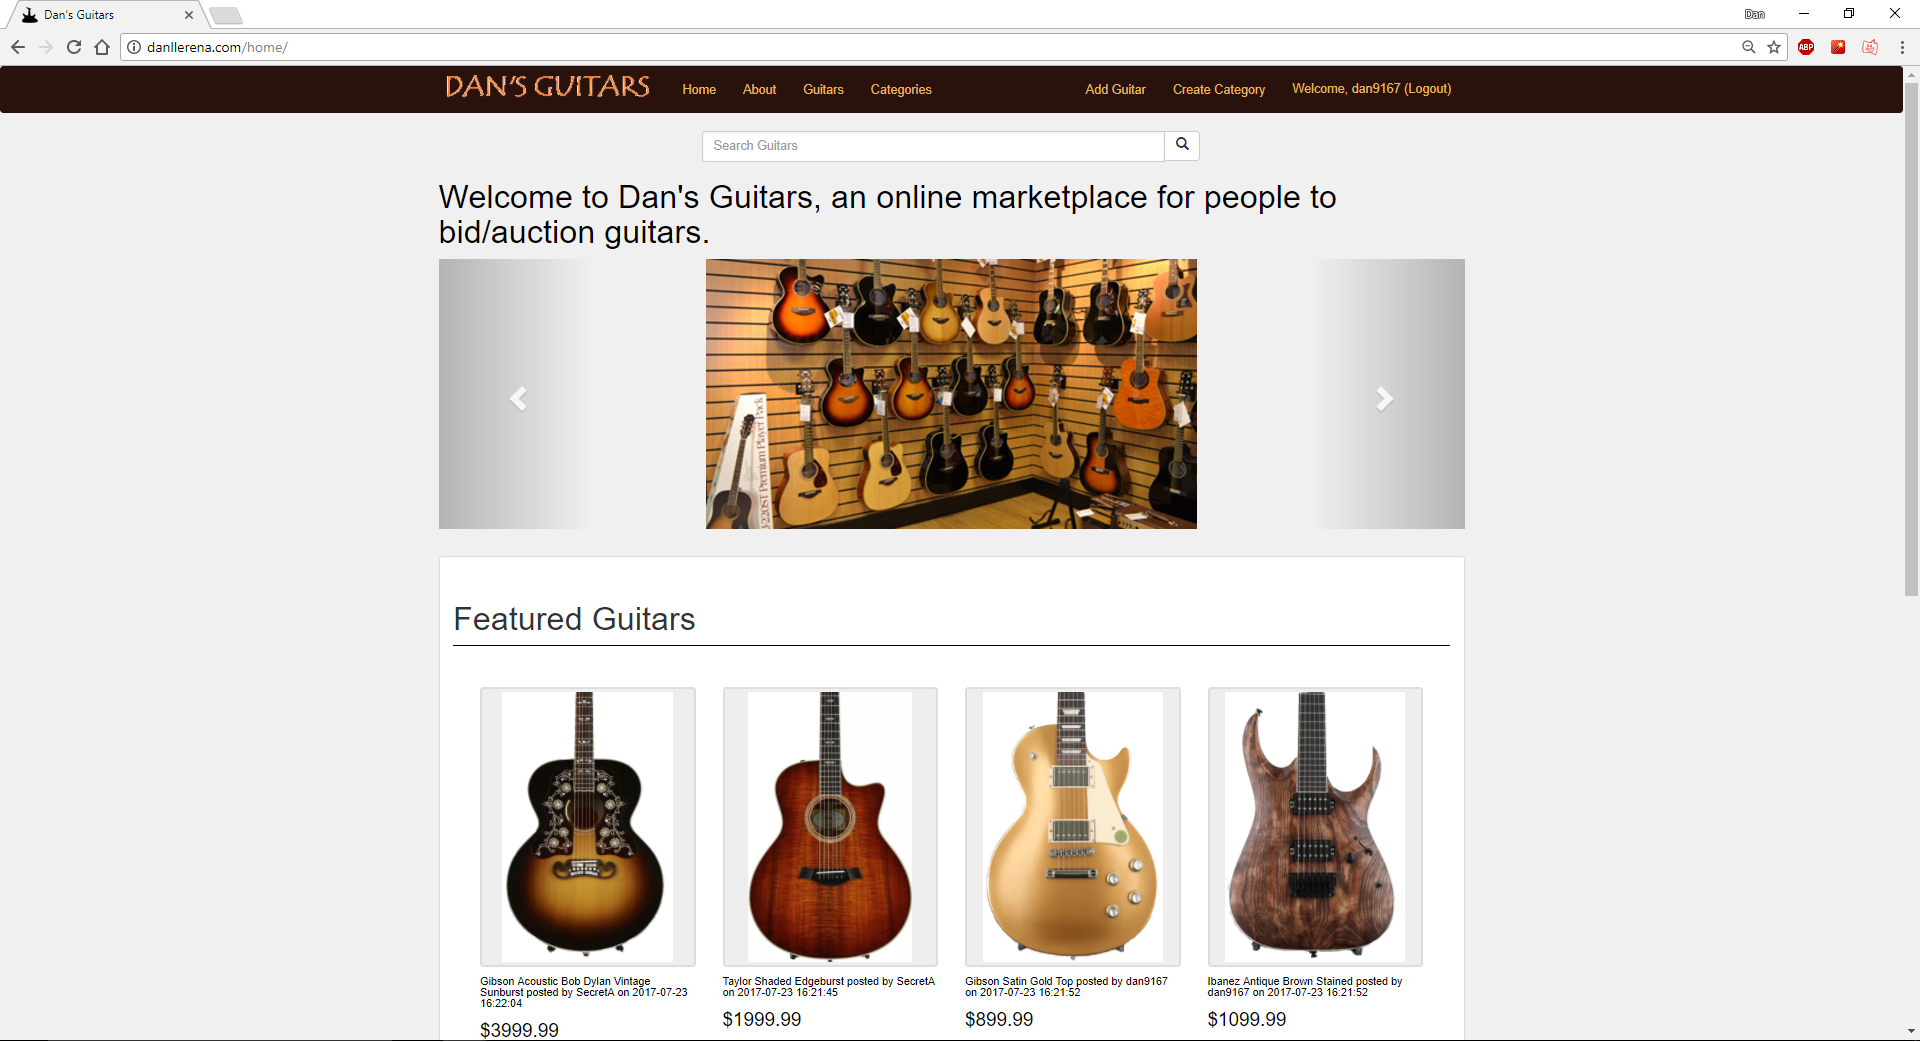 Dan's Guitars
Dan
danllerena.com/home/
ABP
DAN'S GUITARS
Home
About
Guitars
Categories
Add Guitar
Create Category
Welcome, dan9167 (Logout)
Search Guitars
Welcome to Dan's Guitars, an online marketplace for people to
bid/auction guitars.
Premium Player Pack
Featured Guitars
Gibson Acoustic Bob Dylan Vintage
Sunburst posted by SecretA on 2017-07-23
16:22:04
$3999.99
Taylor Shaded Edgeburst posted by SecretA
on 2017-07-23 16:21:45
$1999.99
Gibson Satin Gold Top posted by dan9167
on 2017-07-23 16:21:52
$899.99
Ibanez Antique Brown Stained posted by
dan9167 on 2017-07-23 16:21:52
$1099.99